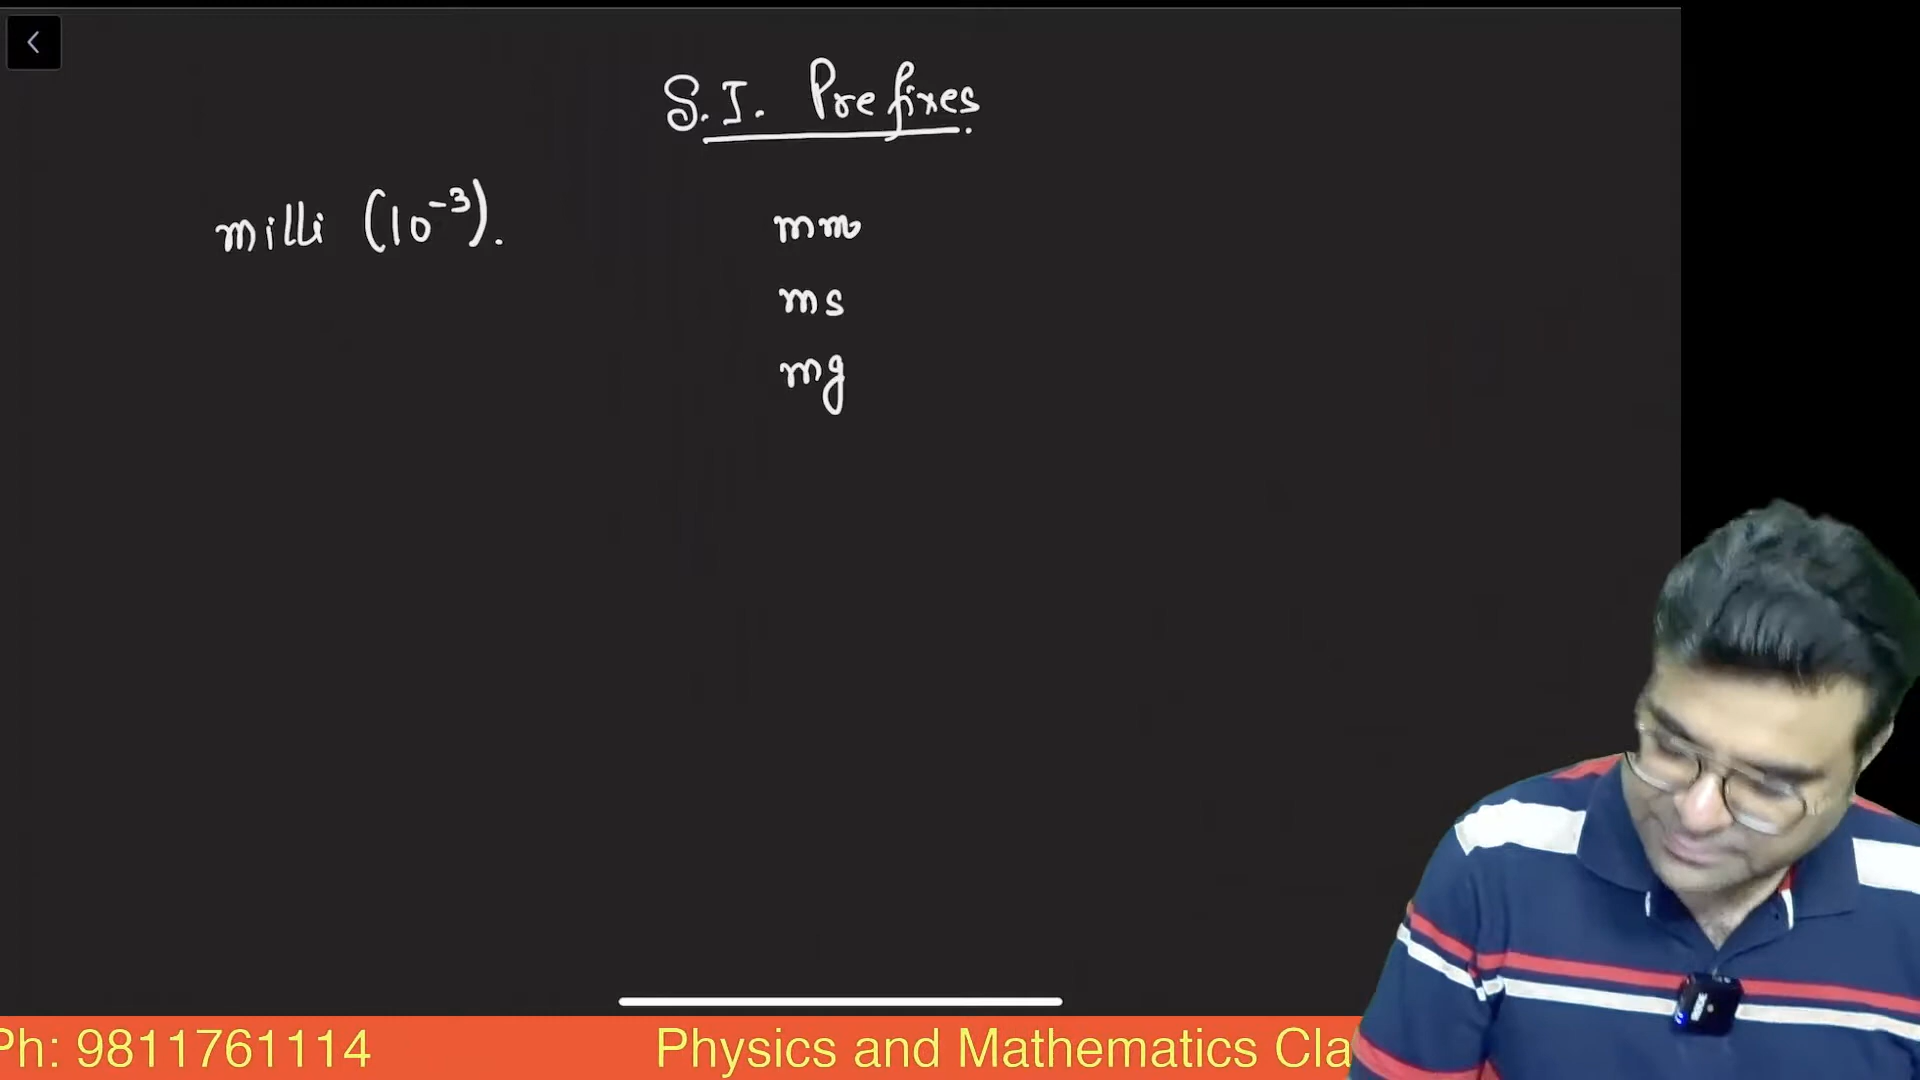 S.I. Prefixes
milli (10⁻³).
mm
ms
mg
Ph: 9811761114 Physics and Mathematics Cla